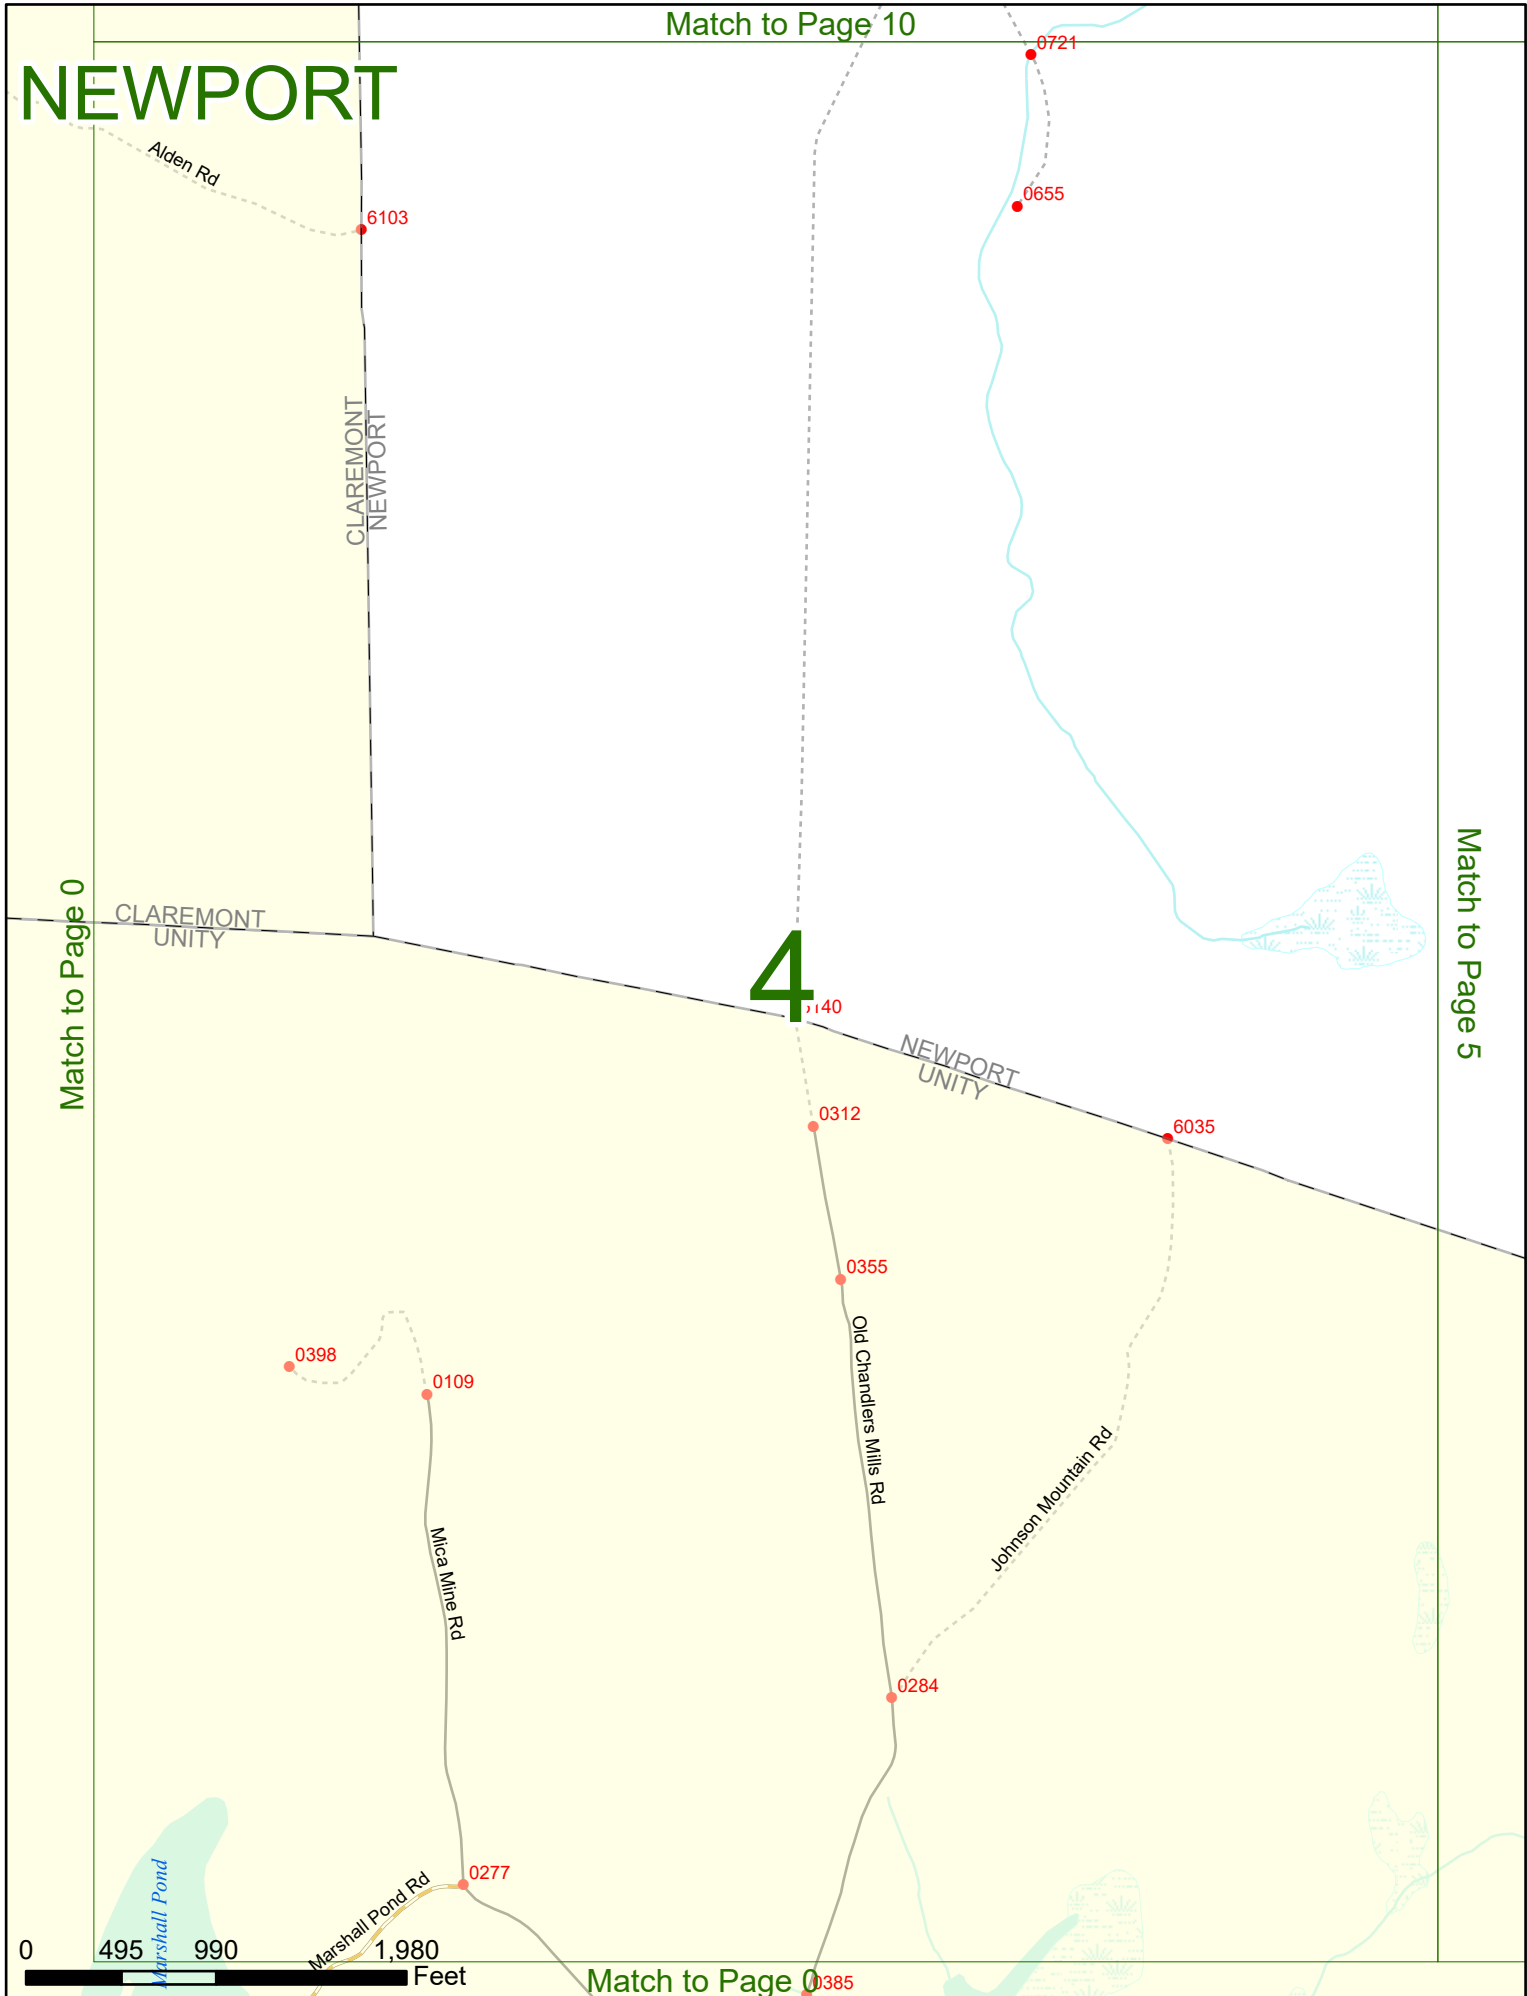 Match to Page 10
NEWPORT
0721
Alden Rd
0655
6103
CLAREMONT
NEWPORT
Match to Page 5
Match to Page 0
CLAREMONT
UNITY
4
140
NEWPORT
UNITY
0312
6035
0355
Old Chandlers Mills Rd
0398
0109
Johnson Mountain Rd
Mica Mine Rd
0284
0277
Marshall Pond Rd
Marshall Pond
0 495 990 1,980
Feet
Match to Page 0
0385